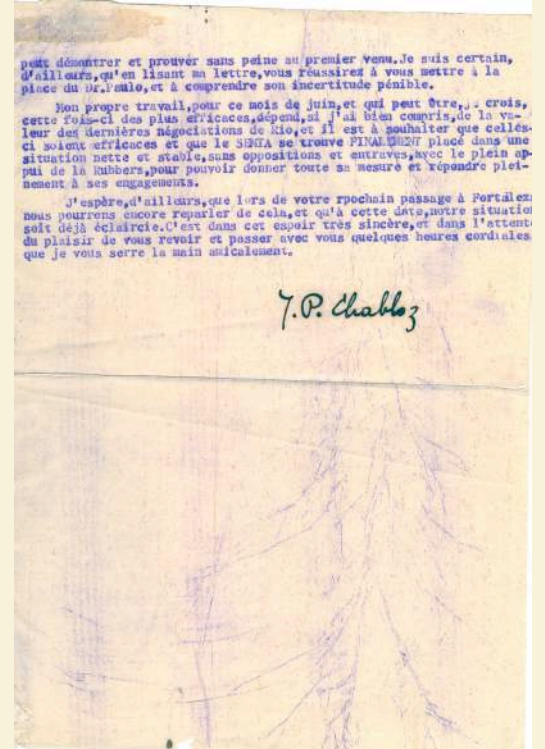 peut démontrer et prouver sans peine au premier venu.Je suis certain,
d'ailleurs,qu'en lisant ma lettre,vous réussirez à vous mettre à la
place du Dr.Paulo,et à comprendre son incertitude pénible.
Mon propre travail,pour ce mois de juin,et qui peut être,je crois,
cette fois-ci des plus efficaces,dépend,si j'ai bien compris,de la va-
leur des dernières négociations de Rio,et il est à souhaiter que celles-
ci soient efficaces et que le SEMTA se trouve FINALEMENT placé dans une
situation nette et stable,sans oppositions et entraves,avec le plein ap-
pui de la Rubbers,pour pouvoir donner toute sa mesure et répondre plei-
nement à ses engagements.
J'espère,d'ailleurs,que lors de votre rpochain passage à Fortalez
nous pourrons encore reparler de cela,et qu'à cette date,notre situatio
soit déjà éclaircie.C'est dans cet espoir très sincère,et dans l'attent
du plaisir de vous revoir et passer avec vous quelques heures cordiales
que je vous serre la main amicalement.
J.P. Chabloz